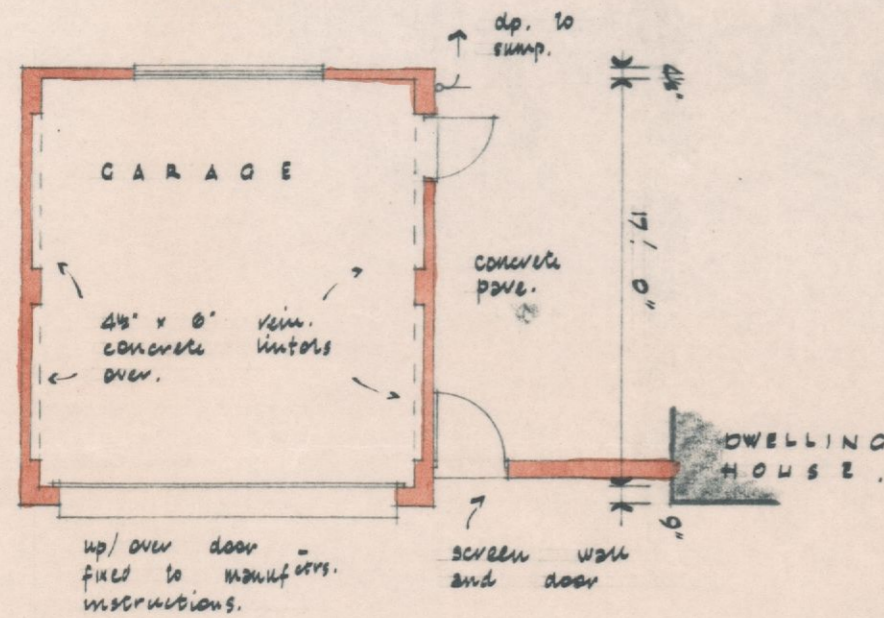 dp. to
sump.
4½"
GARAGE
17'. 0"
concrete
pave.
4½" x 6" rein.
concrete lintols
over.
DWELLING
HOUSE.
9"
up/over door
fixed to manufctrs.
instructions.
screen wall
and door